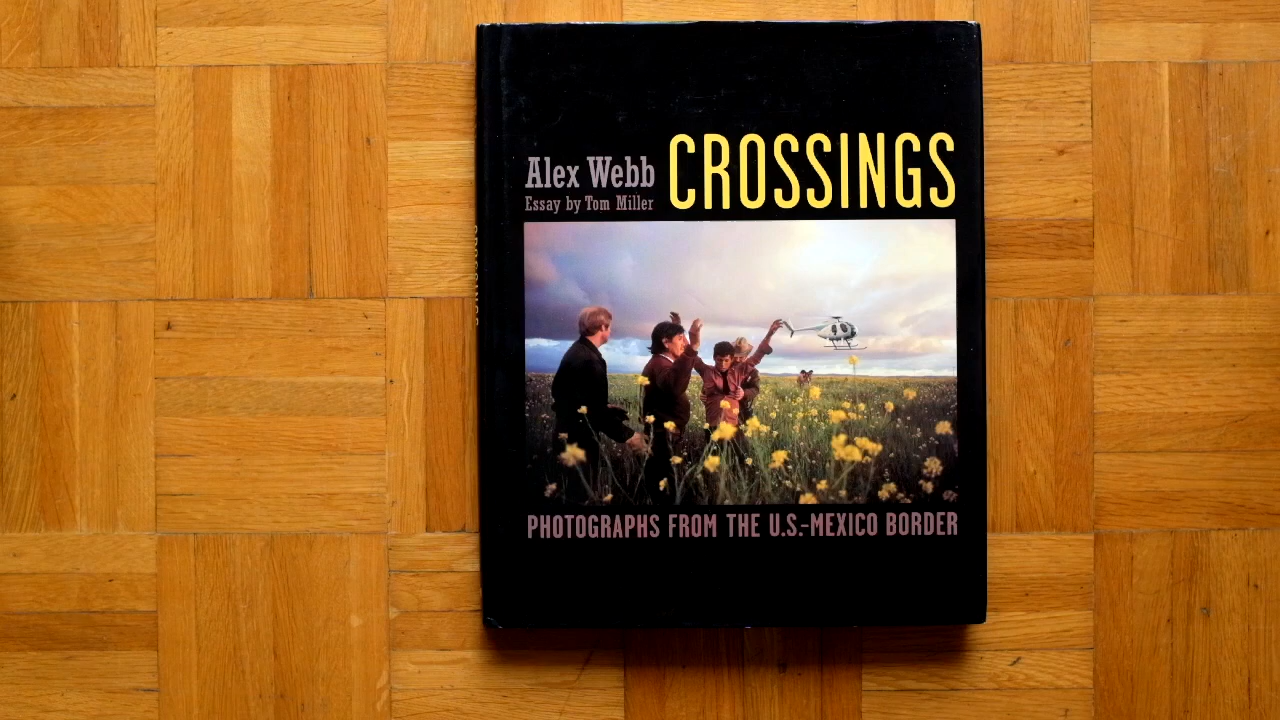 Alex Webb
Essay by Tom Miller
CROSSINGS
PHOTOGRAPHS FROM THE U.S.-MEXICO BORDER